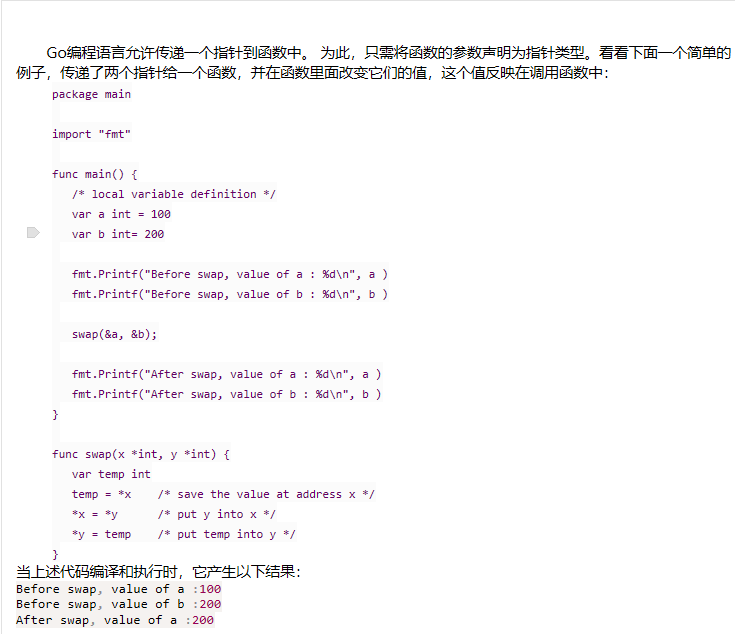 Go编程语言允许传递一个指针到函数中。 为此，只需将函数的参数声明为指针类型。看看下面一个简单的
例子，传递了两个指针给一个函数，并在函数里面改变它们的值，这个值反映在调用函数中：
package main
import "fmt"
func main() {
/* local variable definition */
var a int = 100
var b int= 200
fmt.Printf("Before swap, value of a : %d\n", a )
fmt.Printf("Before swap, value of b : %d\n", b )
swap(&a, &b);
fmt.Printf("After swap, value of a : %d\n", a )
fmt.Printf("After swap, value of b : %d\n", b )
}
func swap(x *int, y *int) {
var temp int
temp = *x    /* save the value at address x */
*x = *y      /* put y into x */
*y = temp    /* put temp into y */
}
当上述代码编译和执行时，它产生以下结果：
Before swap, value of a :100
Before swap, value of b :200
After swap, value of a :200